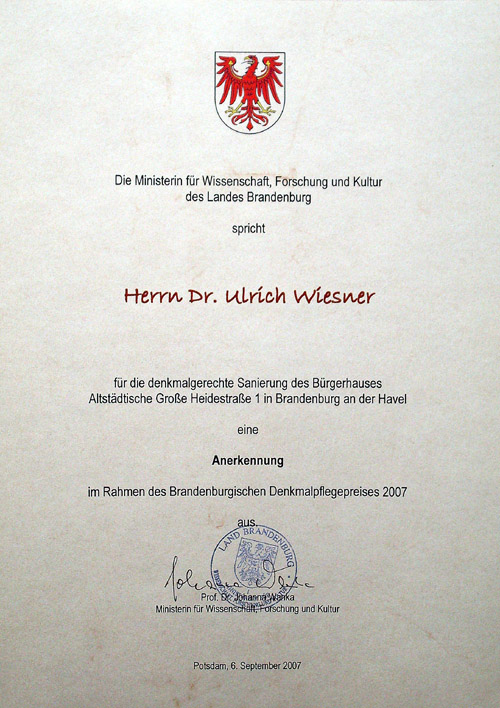 Die Ministerin für Wissenschaft, Forschung und Kultur
des Landes Brandenburg
spricht
Herrn Dr. Ulrich Wiesner
für die denkmalgerechte Sanierung des Bürgerhauses
Altstädtische Große Heidestraße 1 in Brandenburg an der Havel
eine
Anerkennung
im Rahmen des Brandenburgischen Denkmalpflegepreises 2007
aus.
LAND BRANDENBURG
Johanna Wanka
Prof. Dr. Johanna Wanka
Ministerin für Wissenschaft, Forschung und Kultur
Potsdam, 6. September 2007